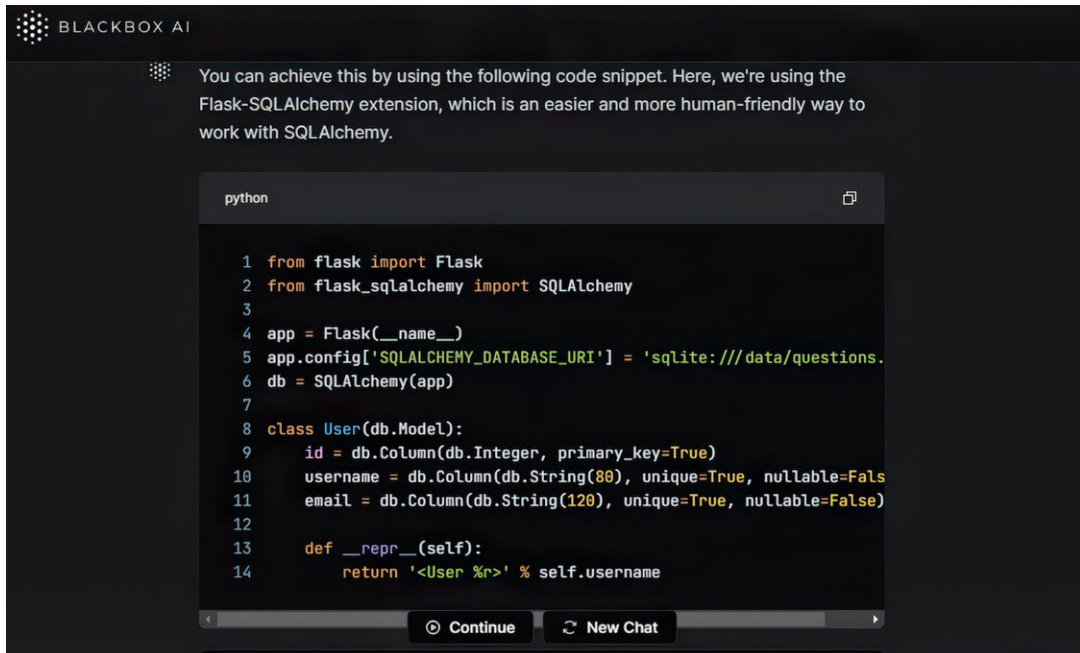 BLACKBOX AI
You can achieve this by using the following code snippet. Here, we're using the
Flask-SQLAlchemy extension, which is an easier and more human-friendly way to
work with SQLAlchemy.
python
1 from flask import Flask
2 from flask_sqlalchemy import SQLAlchemy
3
4 app = Flask(__name__)
5 app.config['SQLALCHEMY_DATABASE_URI'] = 'sqlite:///data/questions.
6 db = SQLAlchemy(app)
7
8 class User(db.Model):
9     id = db.Column(db.Integer, primary_key=True)
10     username = db.Column(db.String(80), unique=True, nullable=Fals
11     email = db.Column(db.String(120), unique=True, nullable=False)
12
13     def __repr__(self):
14         return '<User %r>' % self.username
Continue
New Chat